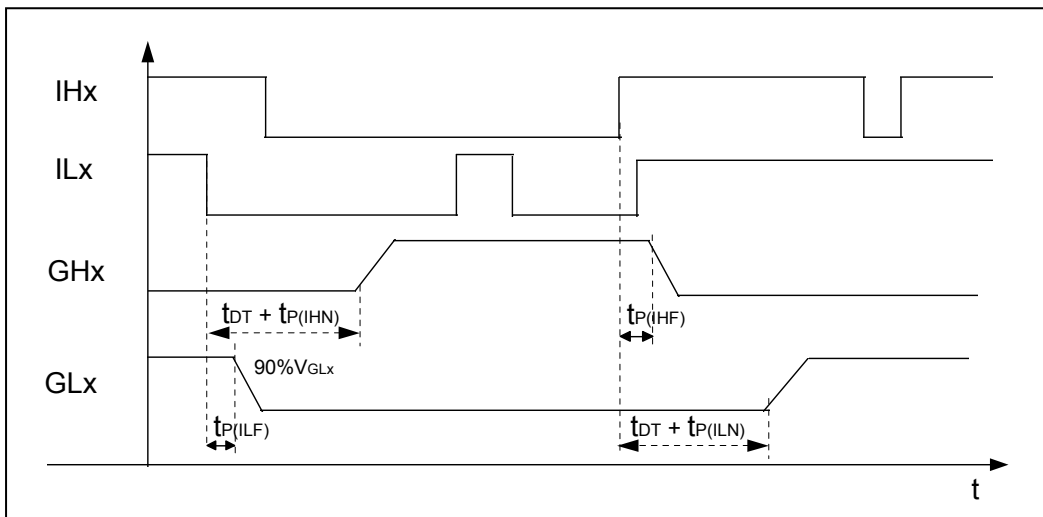 IHx
ILx
GHx
tDT + tP(IHN)
tP(IHF)
90%VGLx
GLx
tP(ILF)
tDT + tP(ILN)
t